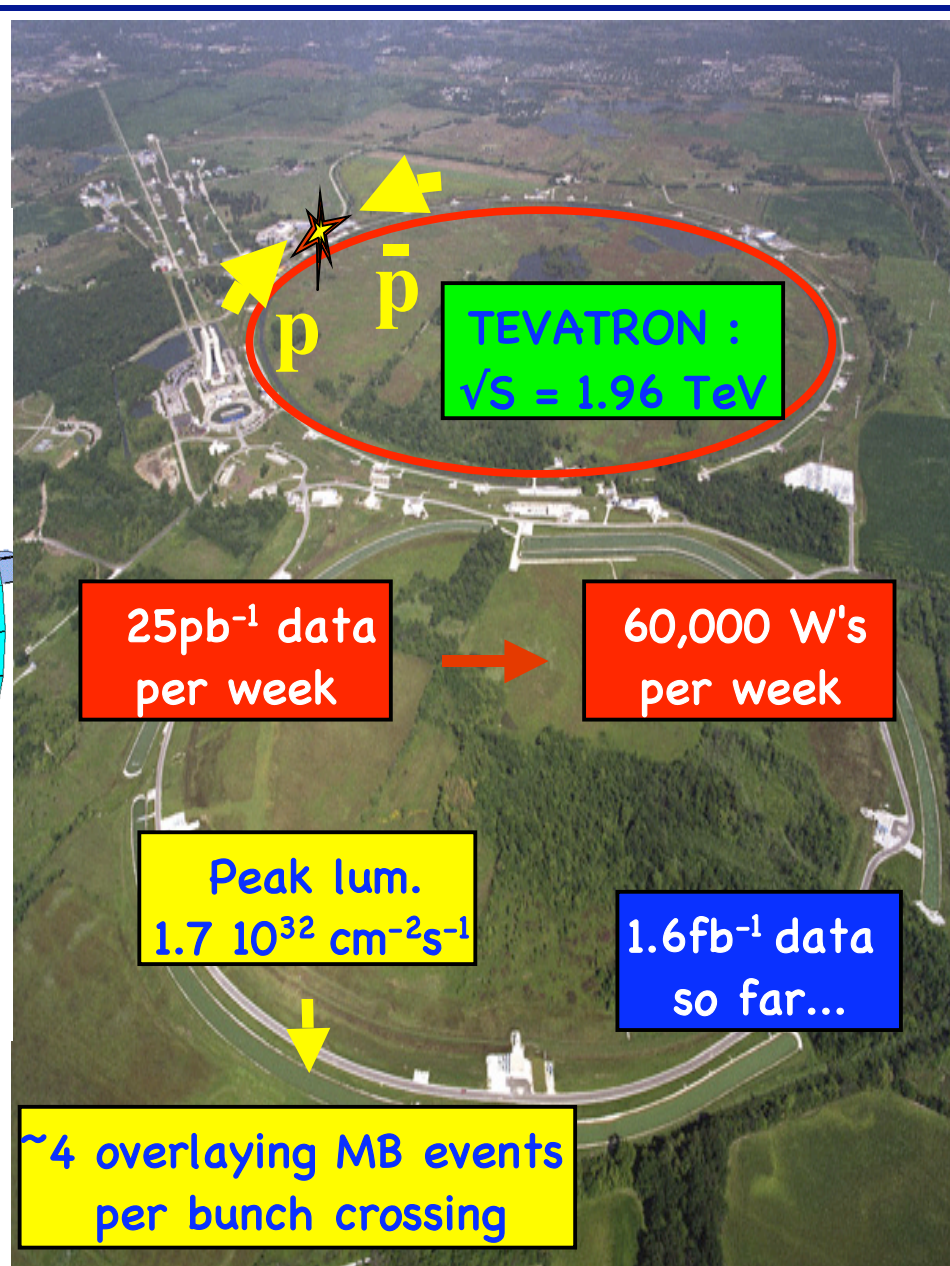 p̄
p
TEVATRON :
√S = 1.96 TeV
25pb⁻¹ data
per week
60,000 W's
per week
Peak lum.
1.7 10³² cm⁻²s⁻¹
1.6fb⁻¹ data
so far...
~4 overlaying MB events
per bunch crossing